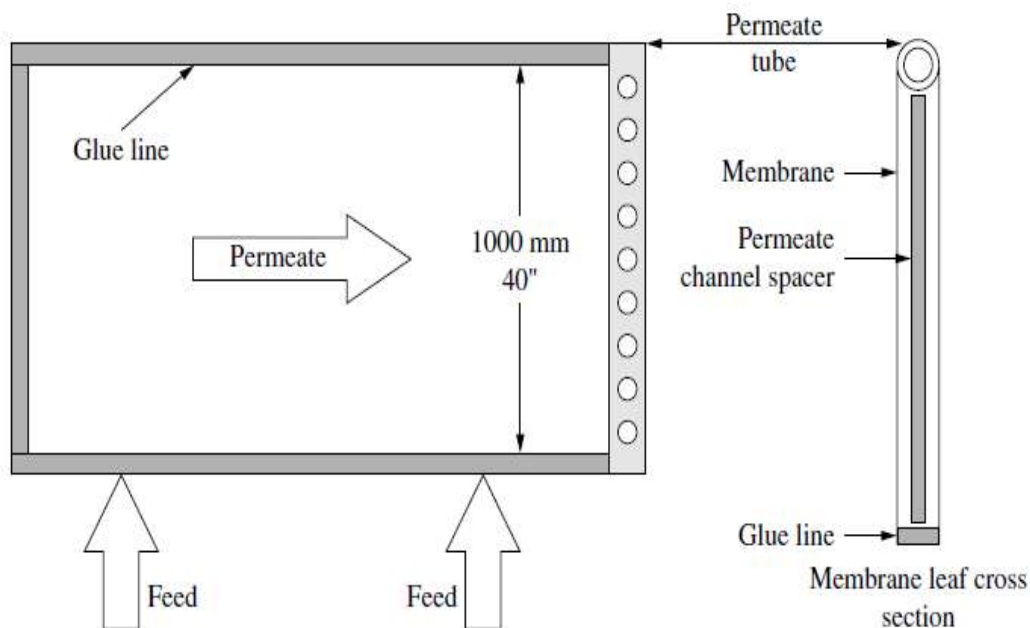 Permeate
tube
Glue line
Membrane
1000 mm
40"
Permeate
Permeate
channel spacer
Glue line
Feed
Feed
Membrane leaf cross
section